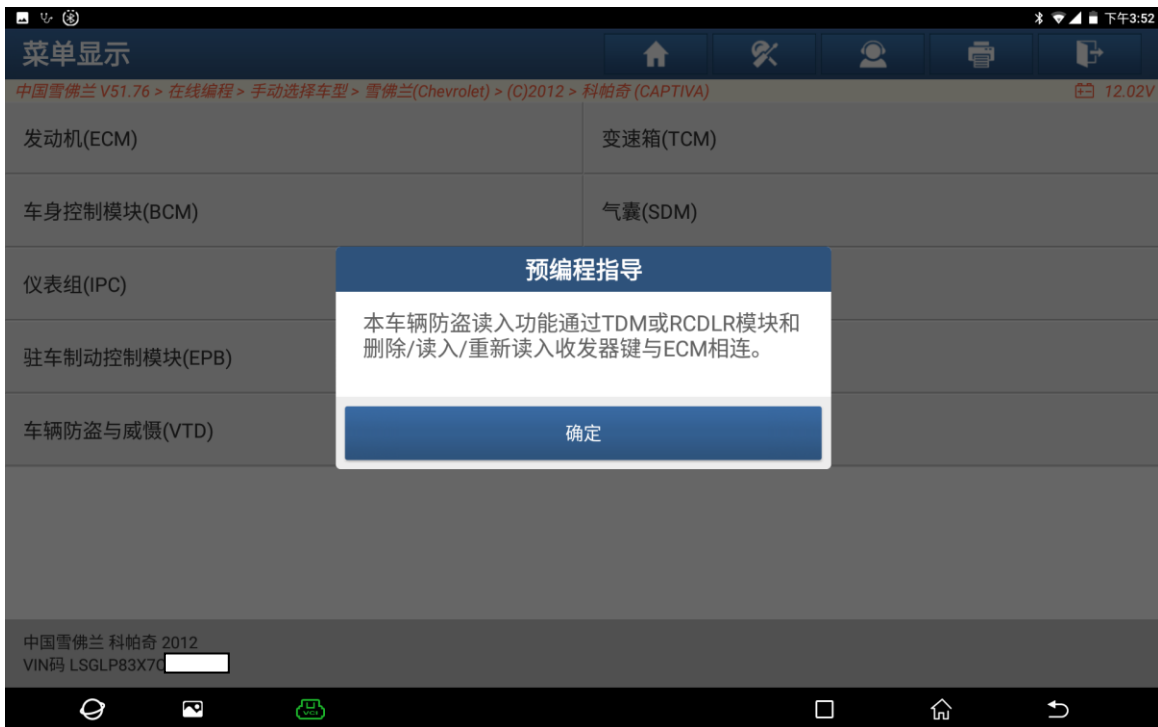 下午3:52
菜单显示
中国雪佛兰 V51.76 > 在线编程 > 手动选择车型 > 雪佛兰(Chevrolet) > (C)2012 > 科帕奇 (CAPTIVA)
12.02V
发动机(ECM)
变速箱(TCM)
车身控制模块(BCM)
气囊(SDM)
仪表组(IPC)
驻车制动控制模块(EPB)
车辆防盗与威慑(VTD)
预编程指导
本车辆防盗读入功能通过TDM或RCDLR模块和
删除/读入/重新读入收发器键与ECM相连。
确定
中国雪佛兰 科帕奇 2012
VIN码 LSGLP83X7C
VCI